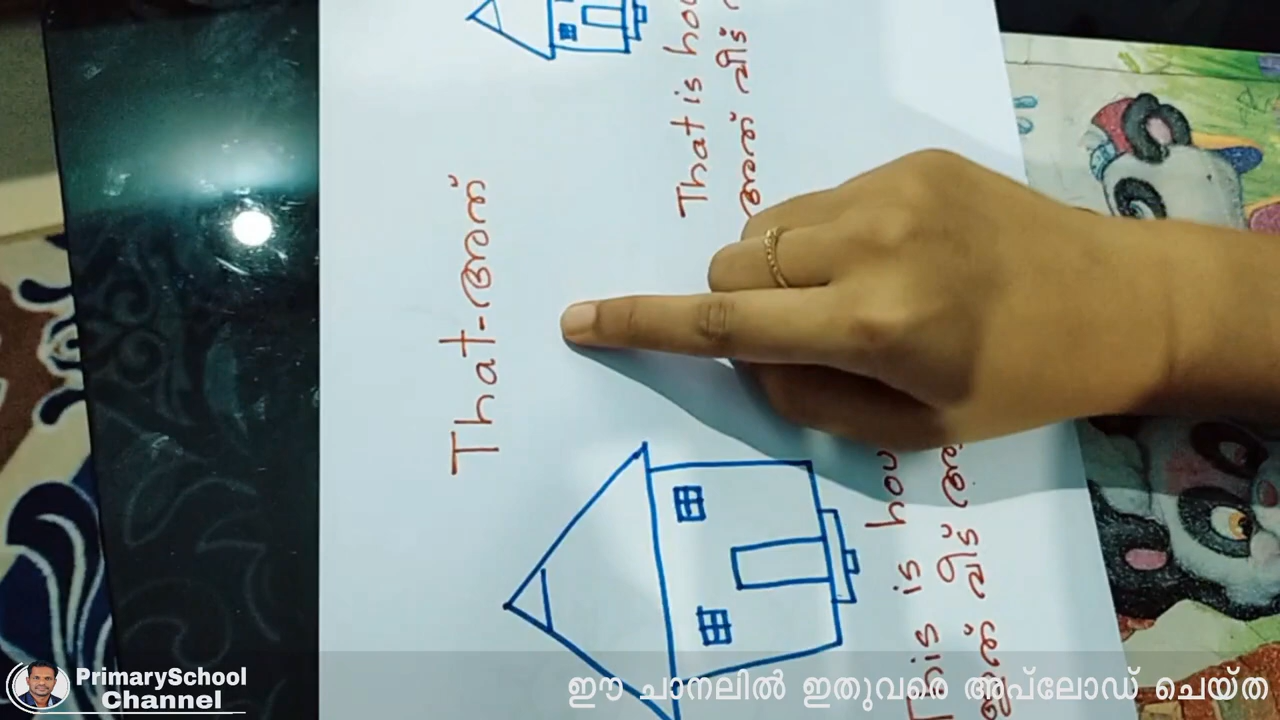 That - അത്
That is hou
അത് വീട്
This is hou
ഇത് വീട്
PrimarySchool
Channel
ഈ ചാനലിൽ ഇതുവരെ അപ്ലോഡ് ചെയ്ത